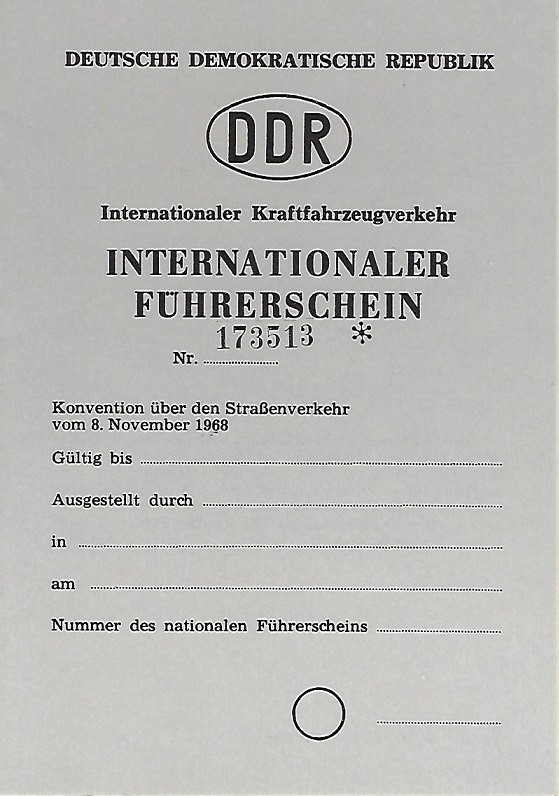 DEUTSCHE DEMOKRATISCHE REPUBLIK
DDR
Internationaler Kraftfahrzeugverkehr
INTERNATIONALER
FÜHRERSCHEIN
173513 *
Nr. ....................
Konvention über den Straßenverkehr
vom 8. November 1968
Gültig bis ....................
Ausgestellt durch ....................
in ....................
am ....................
Nummer des nationalen Führerscheins ....................